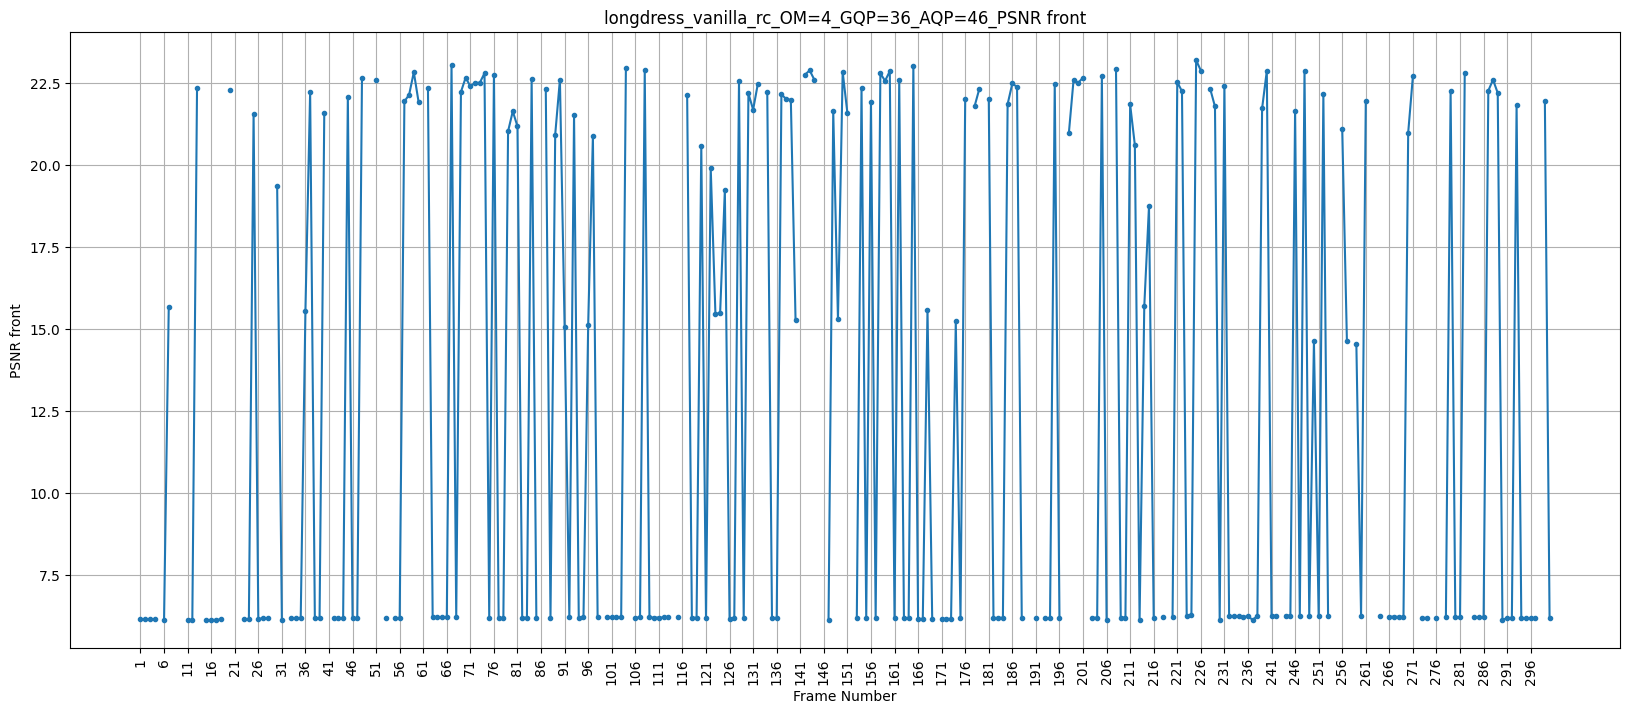 longdress_vanilla_rc_OM=4_GQP=36_AQP=46_PSNR front
PSNR front
22.5
20.0
17.5
15.0
12.5
10.0
7.5
1 6 11 16 21 26 31 36 41 46 51 56 61 66 71 76 81 86 91 96 101 106 111 116 121 126 131 136 141 146 151 156 161 166 171 176 181 186 191 196 201 206 211 216 221 226 231 236 241 246 251 256 261 266 271 276 281 286 291 296
Frame Number